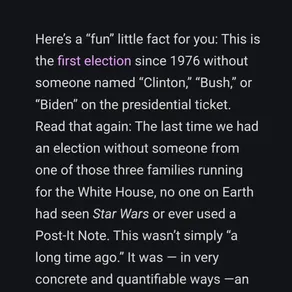 Here's a “fun” little fact for you: This is
the first election since 1976 without
someone named “Clinton,” “Bush,” or
“Biden” on the presidential ticket.
Read that again: The last time we had
an election without someone from
one of those three families running
for the White House, no one on Earth
had seen Star Wars or ever used a
Post-It Note. This wasn't simply “a
long time ago.” It was — in very
concrete and quantifiable ways —an